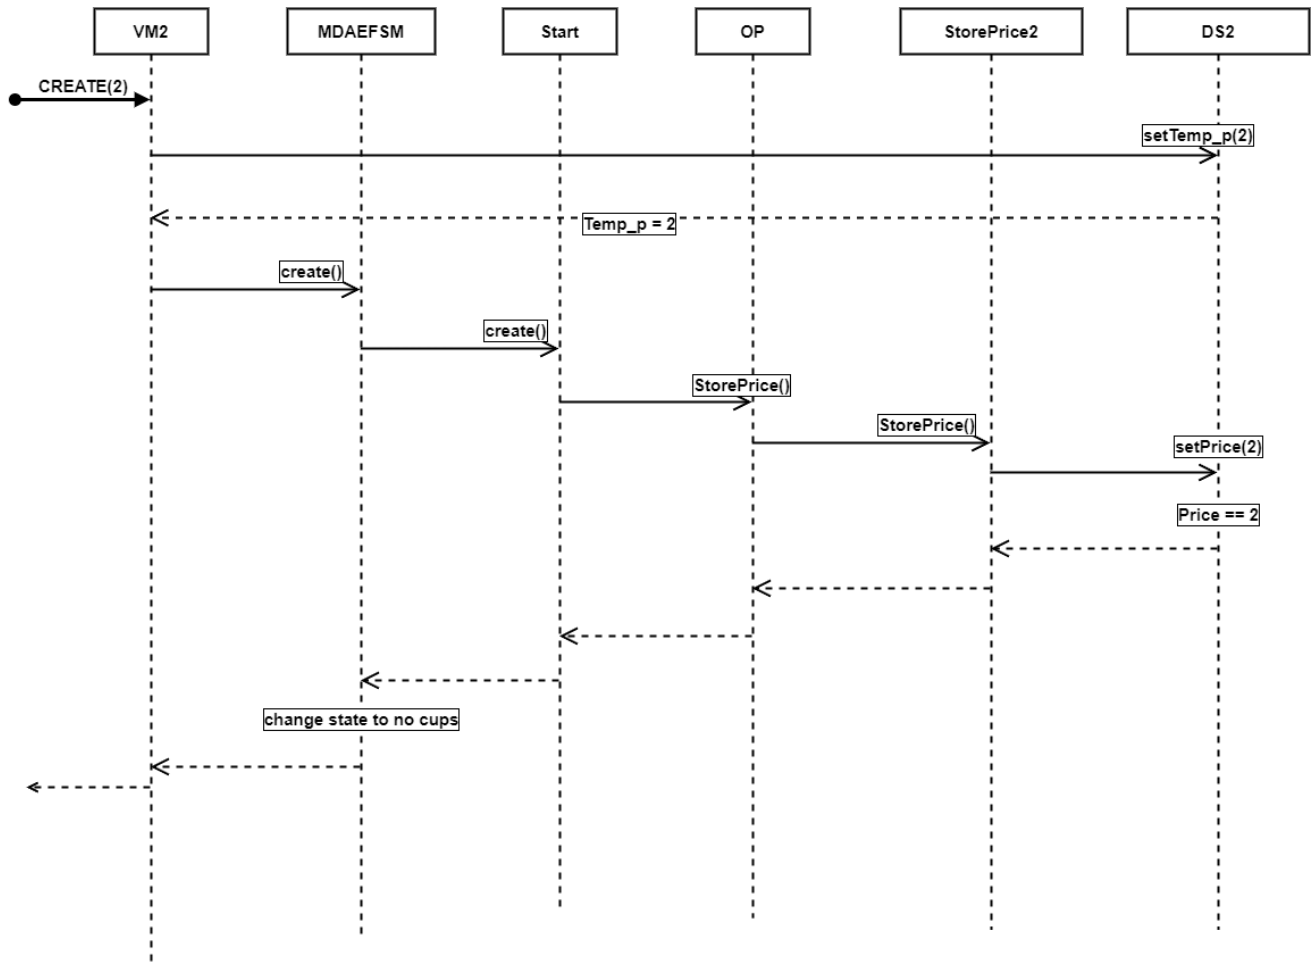 VM2
MDAEFSM
Start
OP
StorePrice2
DS2
CREATE(2)
setTemp_p(2)
Temp_p = 2
create()
create()
StorePrice()
StorePrice()
setPrice(2)
Price == 2
change state to no cups